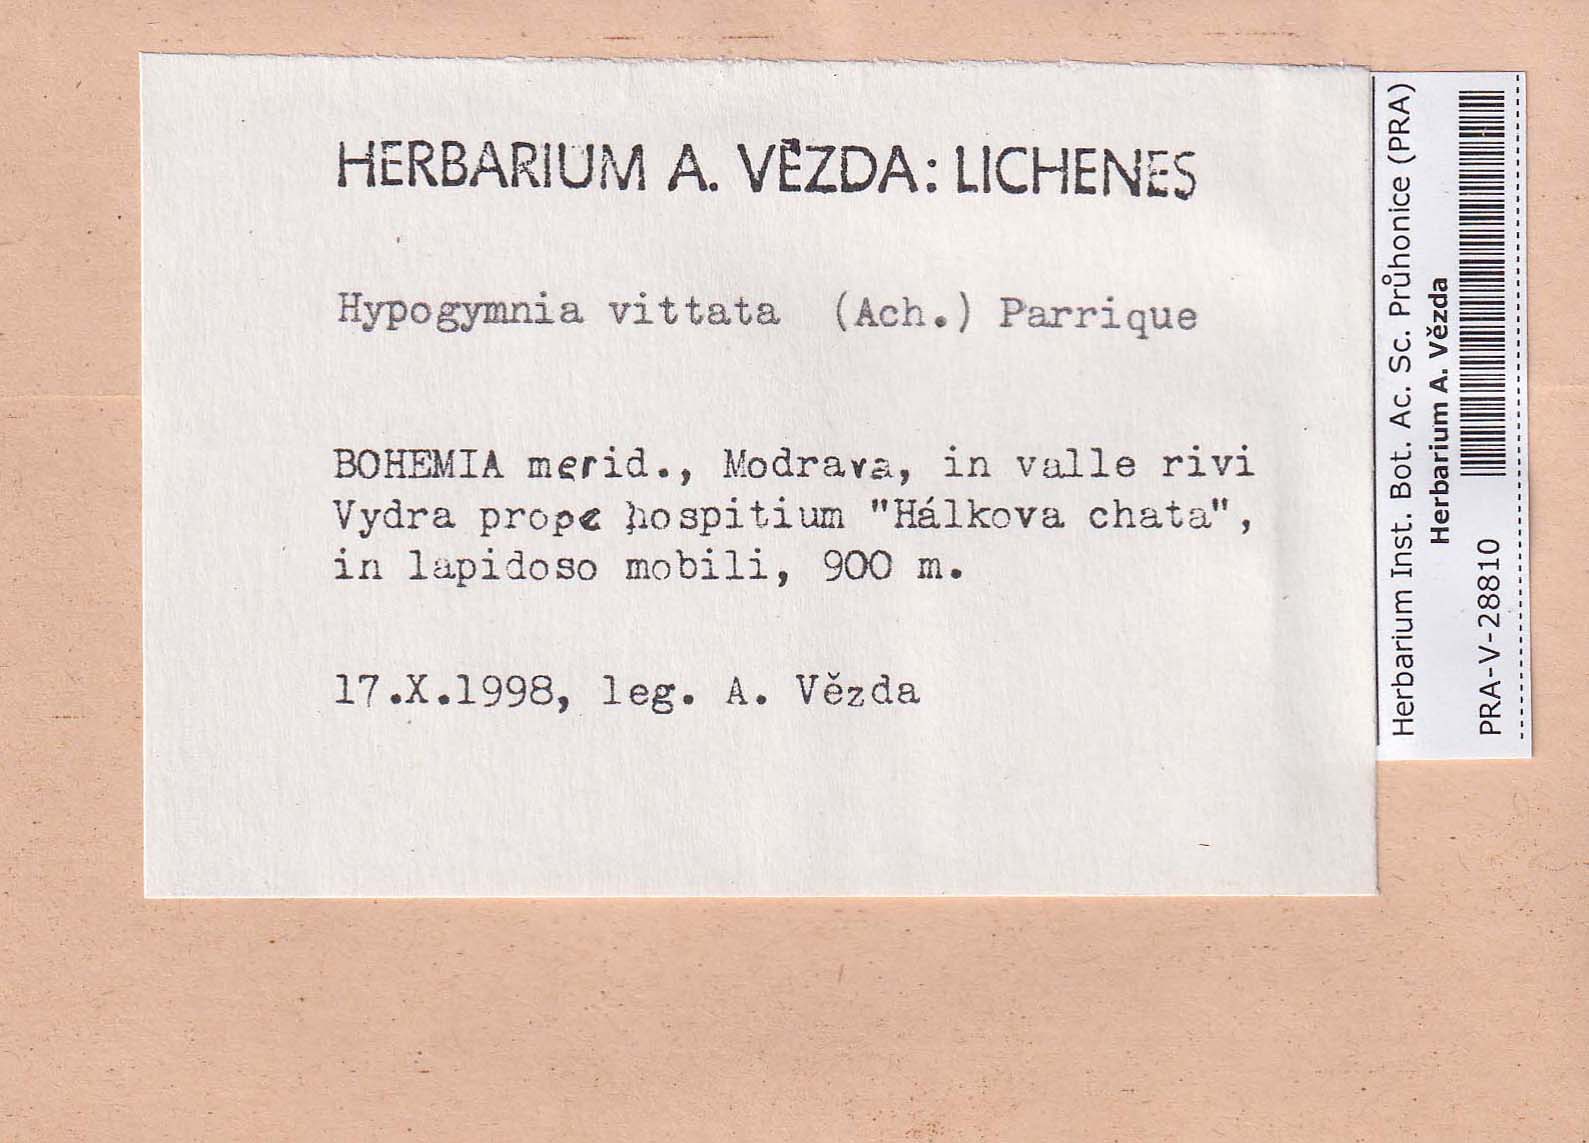 HERBARIUM A. VĚZDA: LICHENES
Hypogymnia vittata (Ach.) Parrique
BOHEMIA merid., Modrava, in valle rivi
Vydra prope hospitium "Hálkova chata",
in lapidoso mobili, 900 m.
17.X.1998, leg. A. Vězda
Herbarium Inst. Bot. Ac. Sc. Průhonice (PRA)
Herbarium A. Vězda
PRA-V-28810